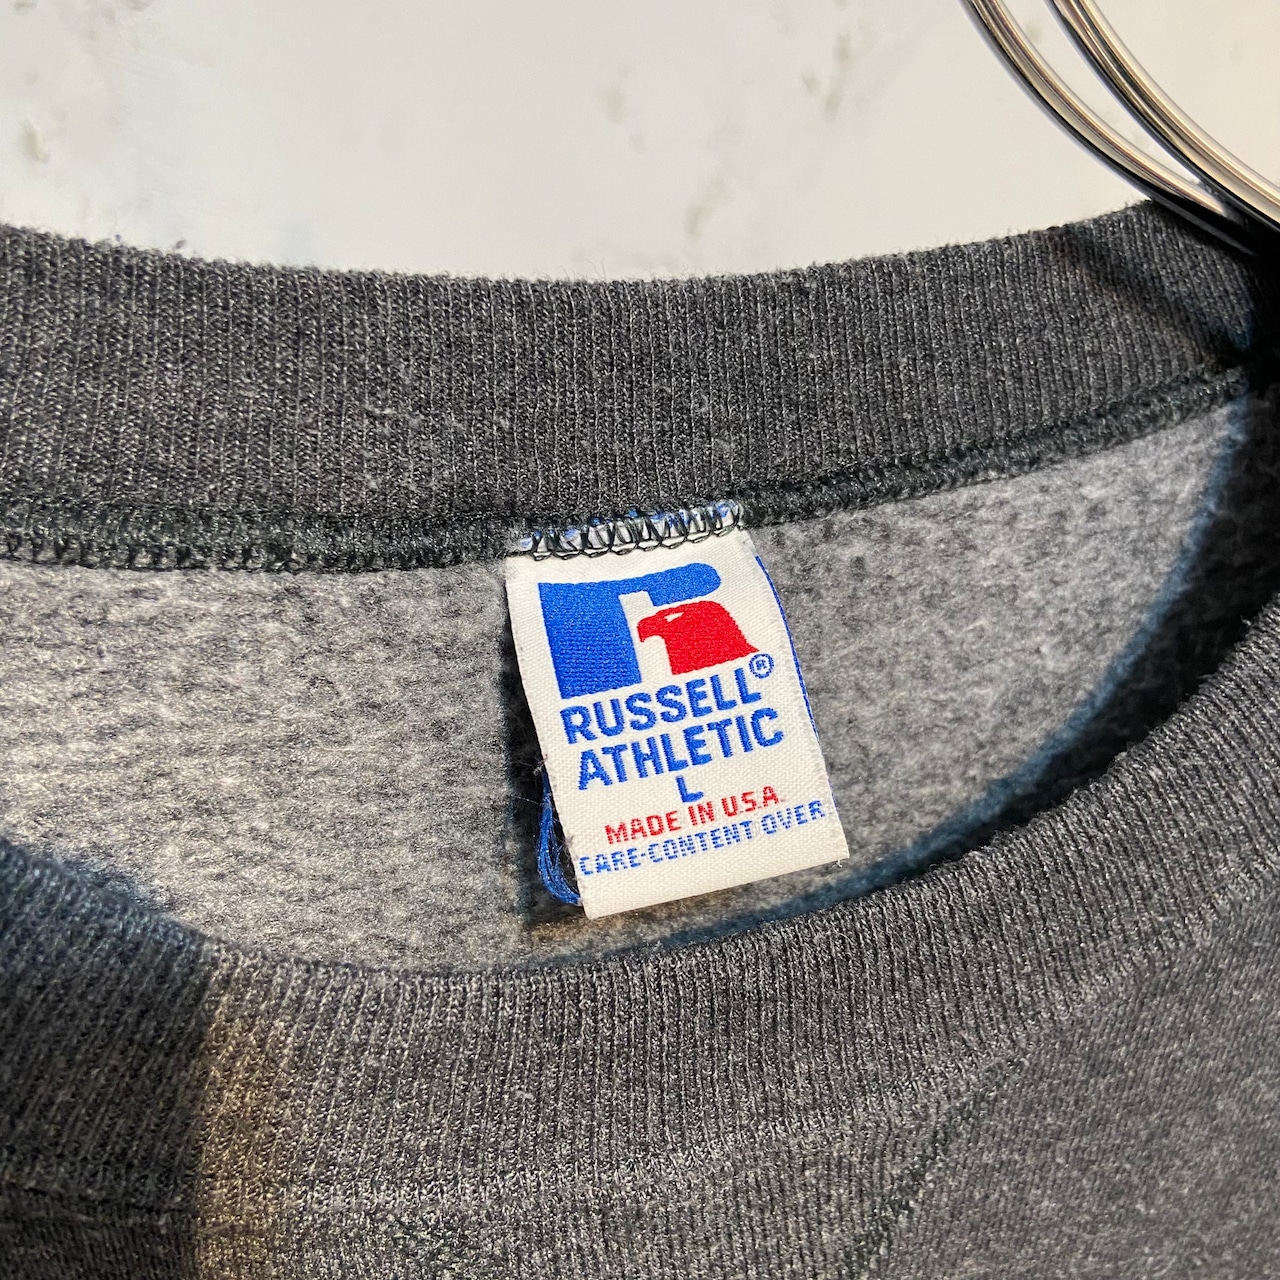 RUSSELL®
ATHLETIC
L
MADE IN U.S.A.
CARE-CONTENT OVER